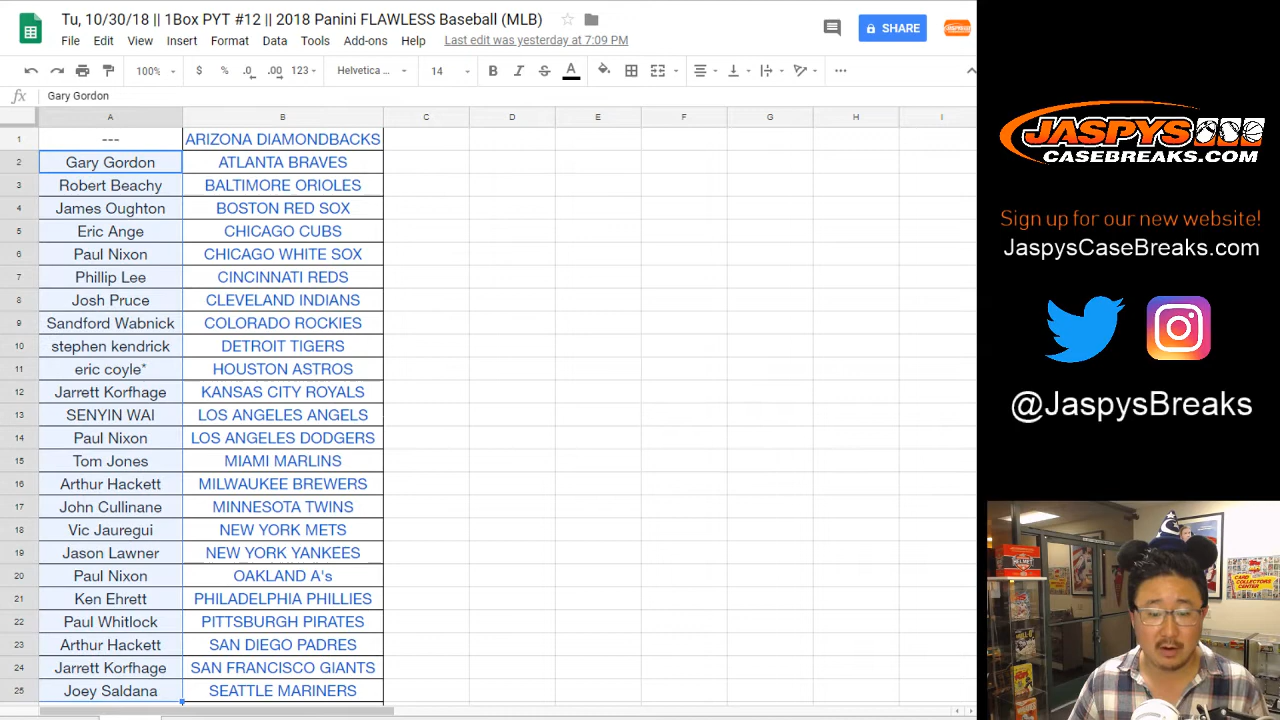 Tu, 10/30/18 || 1Box PYT #12 || 2018 Panini FLAWLESS Baseball (MLB)
File Edit View Insert Format Data Tools Add-ons Help Last edit was yesterday at 7:09 PM
SHARE
100% $ % .0 .00 123 Helvetica ... 14 B I S A
fx Gary Gordon
A B C D E F G H I
1 --- ARIZONA DIAMONDBACKS
2 Gary Gordon ATLANTA BRAVES
3 Robert Beachy BALTIMORE ORIOLES
4 James Oughton BOSTON RED SOX
5 Eric Ange CHICAGO CUBS
6 Paul Nixon CHICAGO WHITE SOX
7 Phillip Lee CINCINNATI REDS
8 Josh Pruce CLEVELAND INDIANS
9 Sandford Wabnick COLORADO ROCKIES
10 stephen kendrick DETROIT TIGERS
11 eric coyle* HOUSTON ASTROS
12 Jarrett Korfhage KANSAS CITY ROYALS
13 SENYIN WAI LOS ANGELES ANGELS
14 Paul Nixon LOS ANGELES DODGERS
15 Tom Jones MIAMI MARLINS
16 Arthur Hackett MILWAUKEE BREWERS
17 John Cullinane MINNESOTA TWINS
18 Vic Jauregui NEW YORK METS
19 Jason Lawner NEW YORK YANKEES
20 Paul Nixon OAKLAND A's
21 Ken Ehrett PHILADELPHIA PHILLIES
22 Paul Whitlock PITTSBURGH PIRATES
23 Arthur Hackett SAN DIEGO PADRES
24 Jarrett Korfhage SAN FRANCISCO GIANTS
25 Joey Saldana SEATTLE MARINERS
JASPYS
CASEBREAKS.COM
Sign up for our new website!
JaspysCaseBreaks.com
@JaspysBreaks
CARD
COLLECTORS
CENTER